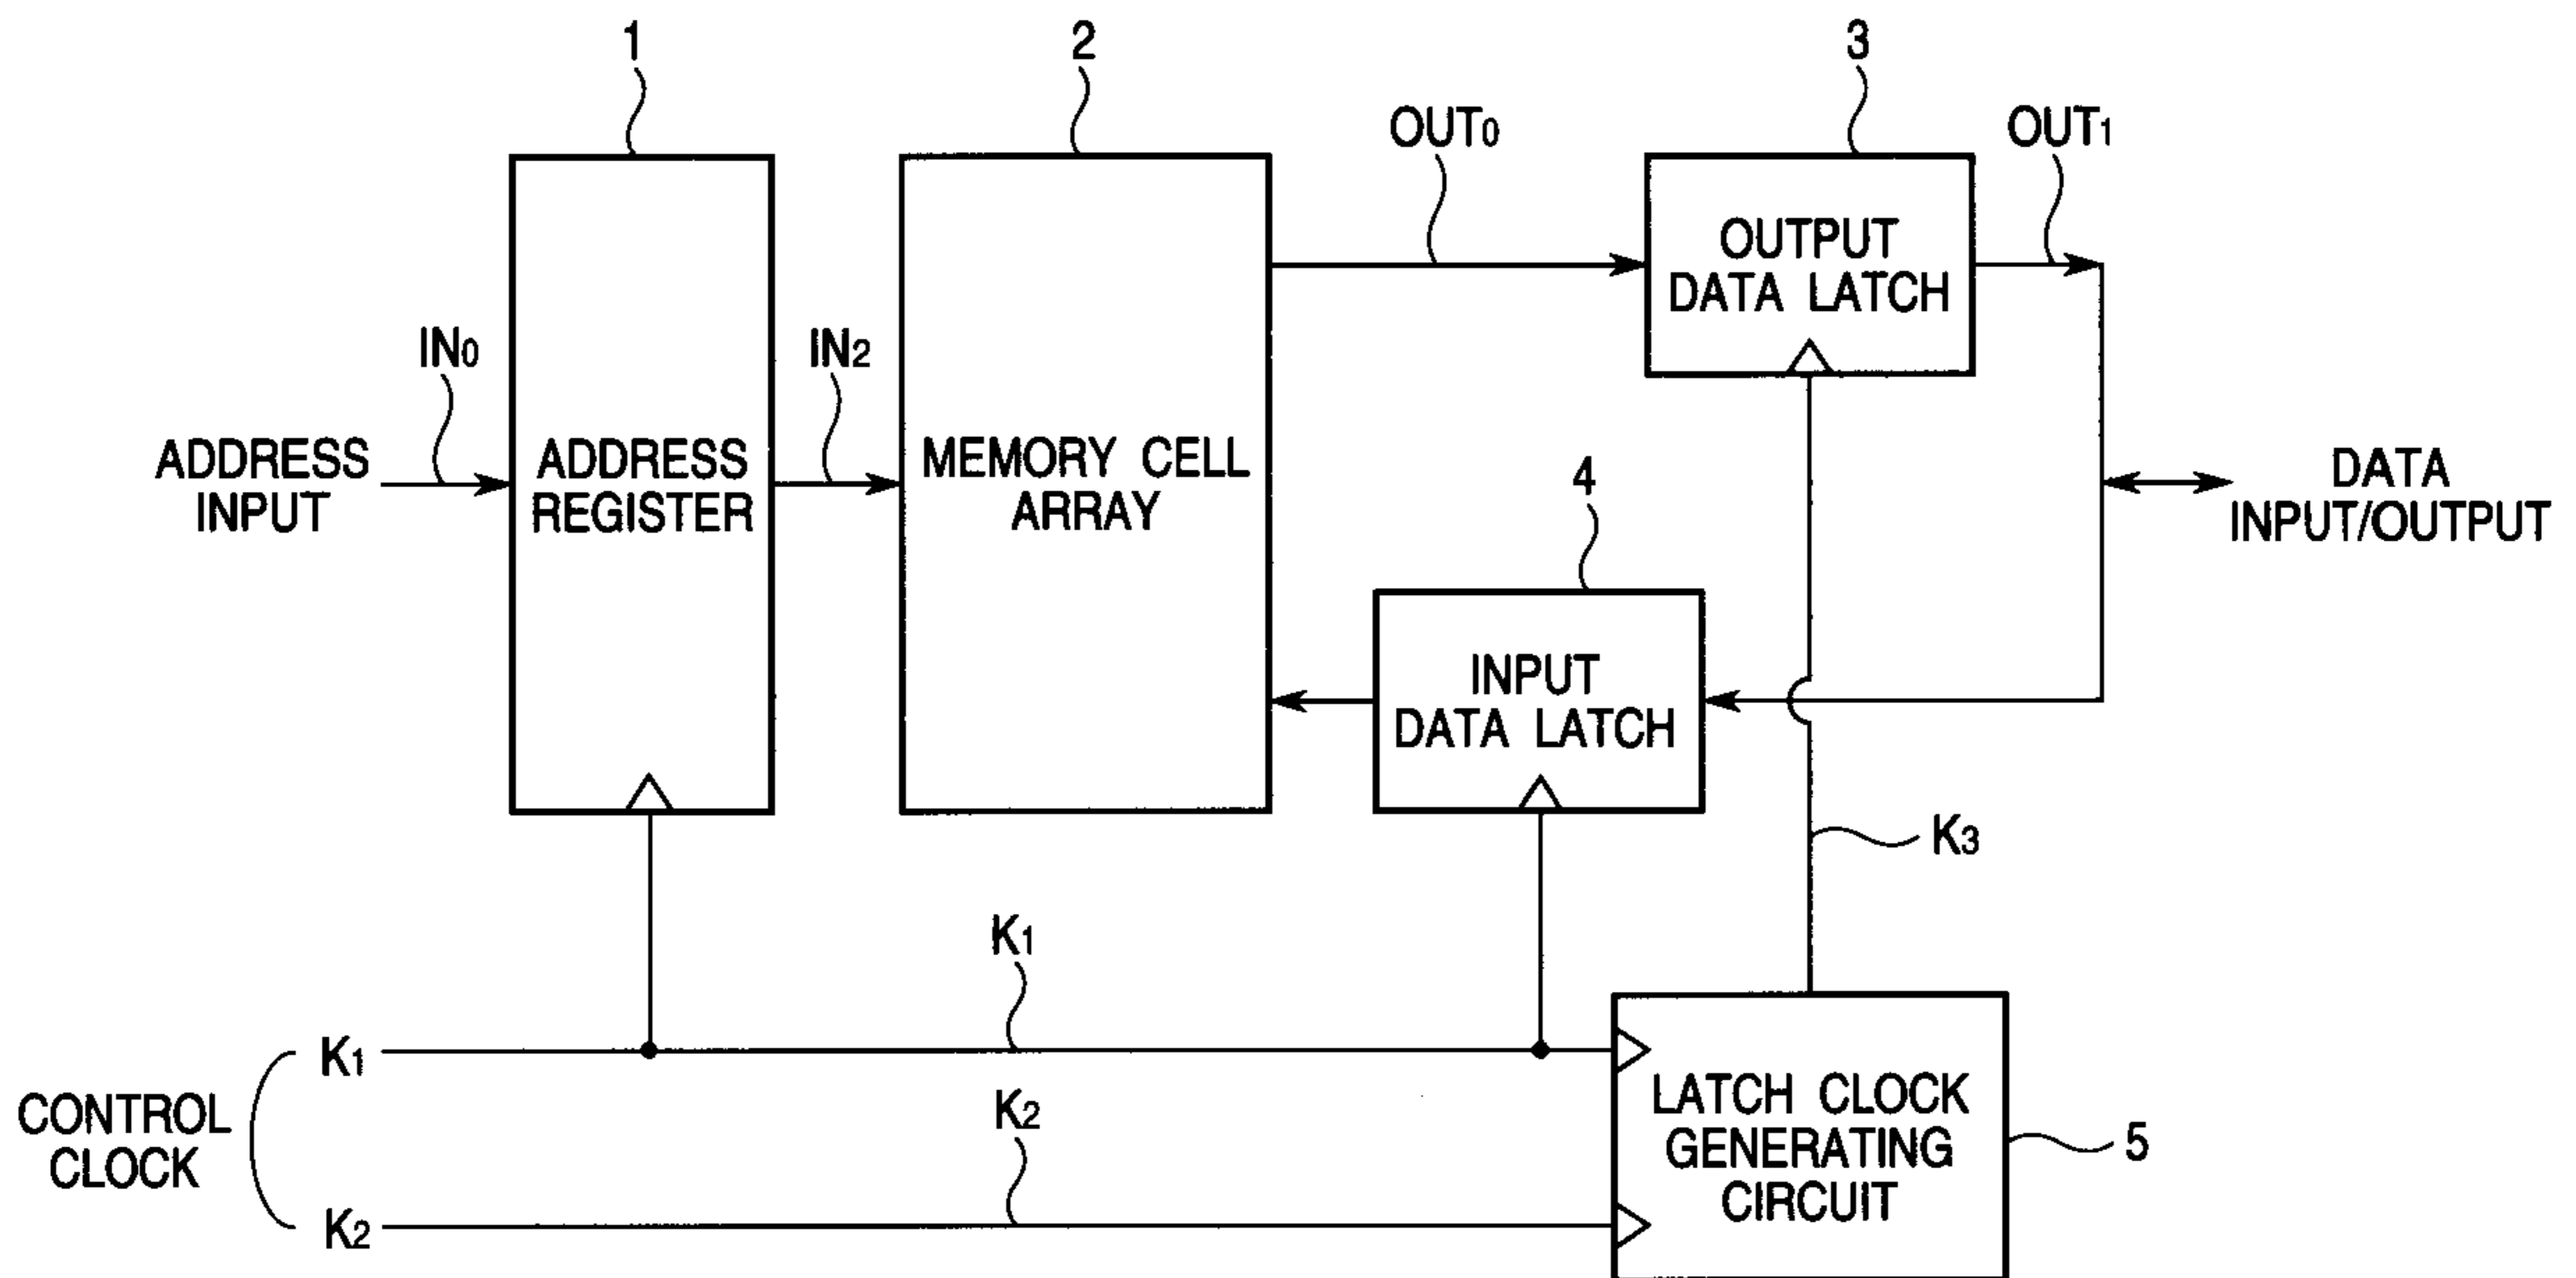 1
2
3
OUT0
OUT1
OUTPUT
DATA LATCH
IN0
IN2
ADDRESS
INPUT
ADDRESS
REGISTER
MEMORY CELL
ARRAY
4
DATA
INPUT/OUTPUT
INPUT
DATA LATCH
K3
K1
K1
CONTROL
CLOCK
K2
K2
LATCH CLOCK
GENERATING
CIRCUIT
5